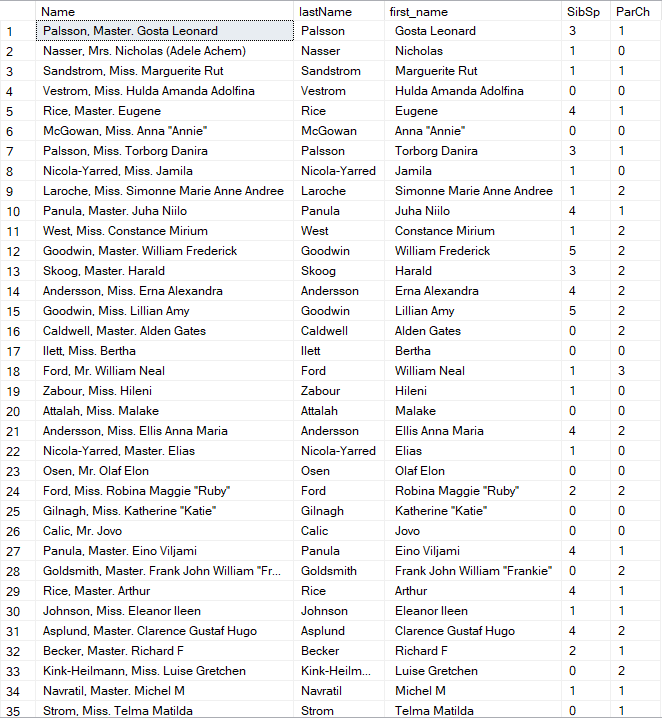 Name lastName first_name SibSp ParCh
1 Palsson, Master. Gosta Leonard Palsson Gosta Leonard 3 1
2 Nasser, Mrs. Nicholas (Adele Achem) Nasser Nicholas 1 0
3 Sandstrom, Miss. Marguerite Rut Sandstrom Marguerite Rut 1 1
4 Vestrom, Miss. Hulda Amanda Adolfina Vestrom Hulda Amanda Adolfina 0 0
5 Rice, Master. Eugene Rice Eugene 4 1
6 McGowan, Miss. Anna "Annie" McGowan Anna "Annie" 0 0
7 Palsson, Miss. Torborg Danira Palsson Torborg Danira 3 1
8 Nicola-Yarred, Miss. Jamila Nicola-Yarred Jamila 1 0
9 Laroche, Miss. Simonne Marie Anne Andree Laroche Simonne Marie Anne Andree 1 2
10 Panula, Master. Juha Niilo Panula Juha Niilo 4 1
11 West, Miss. Constance Mirium West Constance Mirium 1 2
12 Goodwin, Master. William Frederick Goodwin William Frederick 5 2
13 Skoog, Master. Harald Skoog Harald 3 2
14 Andersson, Miss. Erna Alexandra Andersson Erna Alexandra 4 2
15 Goodwin, Miss. Lillian Amy Goodwin Lillian Amy 5 2
16 Caldwell, Master. Alden Gates Caldwell Alden Gates 0 2
17 Ilett, Miss. Bertha Ilett Bertha 0 0
18 Ford, Mr. William Neal Ford William Neal 1 3
19 Zabour, Miss. Hileni Zabour Hileni 1 0
20 Attalah, Miss. Malake Attalah Malake 0 0
21 Andersson, Miss. Ellis Anna Maria Andersson Ellis Anna Maria 4 2
22 Nicola-Yarred, Master. Elias Nicola-Yarred Elias 1 0
23 Osen, Mr. Olaf Elon Osen Olaf Elon 0 0
24 Ford, Miss. Robina Maggie "Ruby" Ford Robina Maggie "Ruby" 2 2
25 Gilnagh, Miss. Katherine "Katie" Gilnagh Katherine "Katie" 0 0
26 Calic, Mr. Jovo Calic Jovo 0 0
27 Panula, Master. Eino Viljami Panula Eino Viljami 4 1
28 Goldsmith, Master. Frank John William "Fr... Goldsmith Frank John William "Frankie" 0 2
29 Rice, Master. Arthur Rice Arthur 4 1
30 Johnson, Miss. Eleanor Ileen Johnson Eleanor Ileen 1 1
31 Asplund, Master. Clarence Gustaf Hugo Asplund Clarence Gustaf Hugo 4 2
32 Becker, Master. Richard F Becker Richard F 2 1
33 Kink-Heilmann, Miss. Luise Gretchen Kink-Heilm... Luise Gretchen 0 2
34 Navratil, Master. Michel M Navratil Michel M 1 1
35 Strom, Miss. Telma Matilda Strom Telma Matilda 0 1